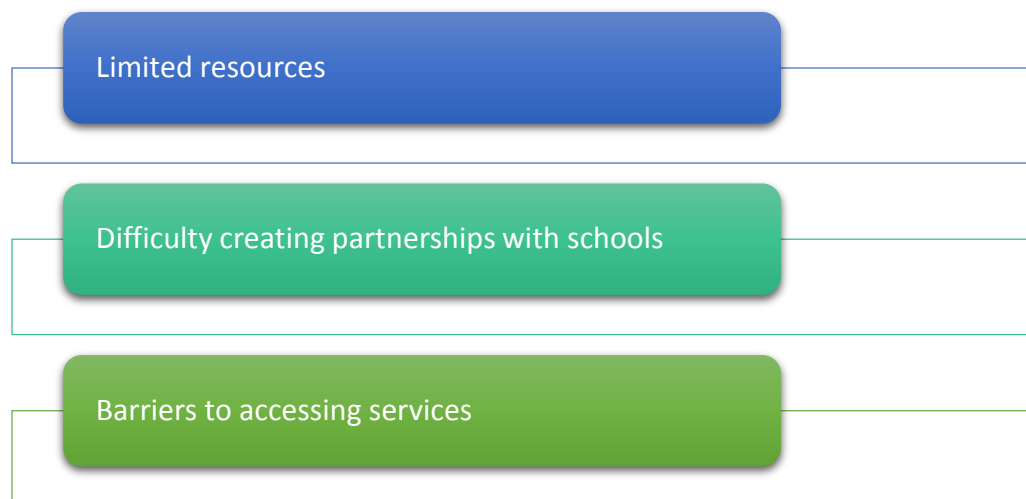 Limited resources
Difficulty creating partnerships with schools
Barriers to accessing services